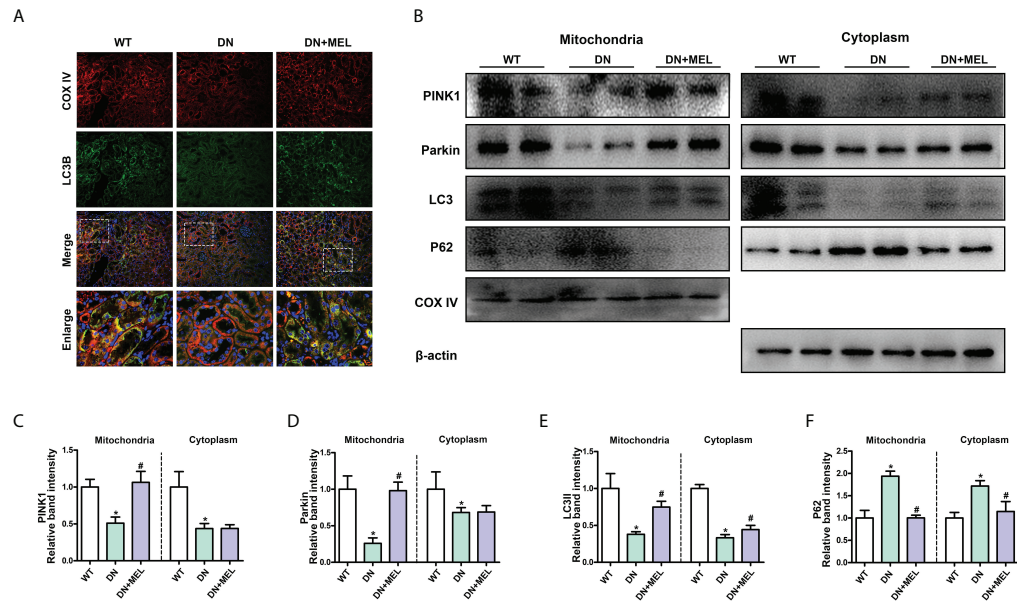 A
WT DN DN+MEL
COX IV
LC3B
Merge
Enlarge
B
Mitochondria Cytoplasm
WT DN DN+MEL WT DN DN+MEL
PINK1
Parkin
LC3
P62
COX IV
β-actin
C
Mitochondria Cytoplasm
PINK1
Relative band intensity
1.5
1.0
0.5
0.0
* # *
WT DN DN+MEL WT DN DN+MEL
D
Mitochondria Cytoplasm
Parkin
Relative band intensity
1.5
1.0
0.5
0.0
* # *
WT DN DN+MEL WT DN DN+MEL
E
Mitochondria Cytoplasm
LC3II
Relative band intensity
1.5
1.0
0.5
0.0
* # * #
WT DN DN+MEL WT DN DN+MEL
F
Mitochondria Cytoplasm
P62
Relative band intensity
2.5
2.0
1.5
1.0
0.5
0.0
* # * #
WT DN DN+MEL WT DN DN+MEL